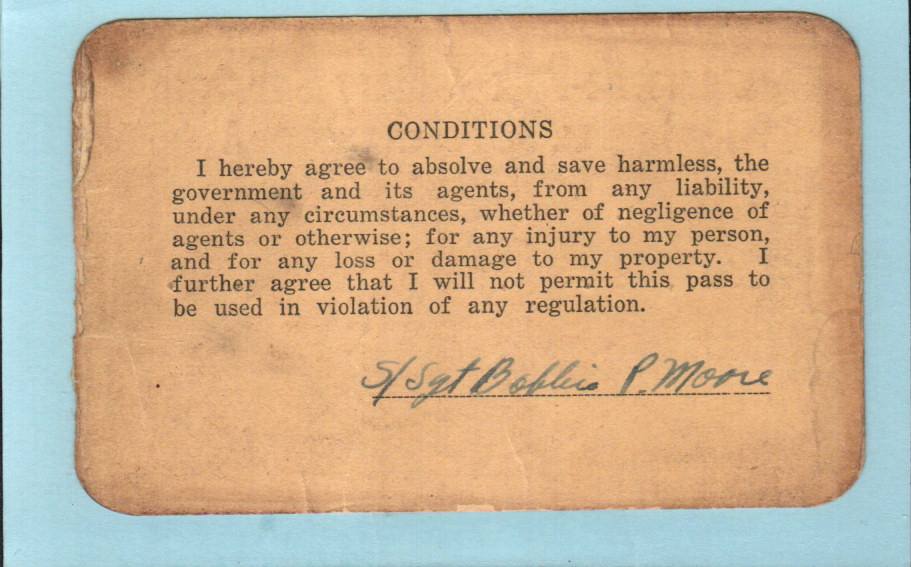 CONDITIONS
I hereby agree to absolve and save harmless, the
government and its agents, from any liability,
under any circumstances, whether of negligence of
agents or otherwise; for any injury to my person,
and for any loss or damage to my property. I
further agree that I will not permit this pass to
be used in violation of any regulation.
S/Sgt Bobbie P. Moore